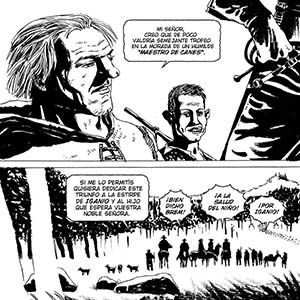 MI SEÑOR,
CREO QUE DE POCO
VALDRÍA SEMEJANTE TROFEO
EN LA MORADA DE UN HUMILDE
"MAESTRO DE CANES".
SI ME LO PERMITÍS
QUISIERA DEDICAR ESTE
TRIUNFO A LA ESTIRPE
DE IGANIO Y AL HIJO
QUE ESPERA VUESTRA
NOBLE SEÑORA.
¡BIEN
DICHO
BREM!
¡A LA
SALUD
DEL NIÑO!
¡POR
IGANIO!